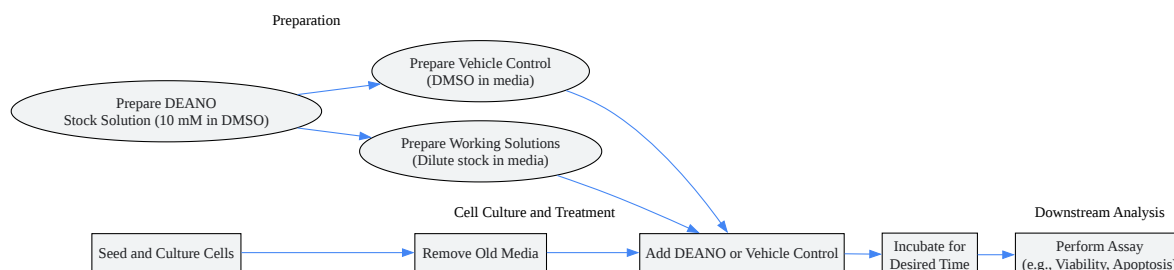 Preparation
Prepare Vehicle Control
(DMSO in media)
Prepare DEANO
Stock Solution (10 mM in DMSO)
Prepare Working Solutions
(Dilute stock in media)
Cell Culture and Treatment
Downstream Analysis
Seed and Culture Cells
Remove Old Media
Add DEANO or Vehicle Control
Incubate for
Desired Time
Perform Assay
(e.g., Viability, Apoptosis)